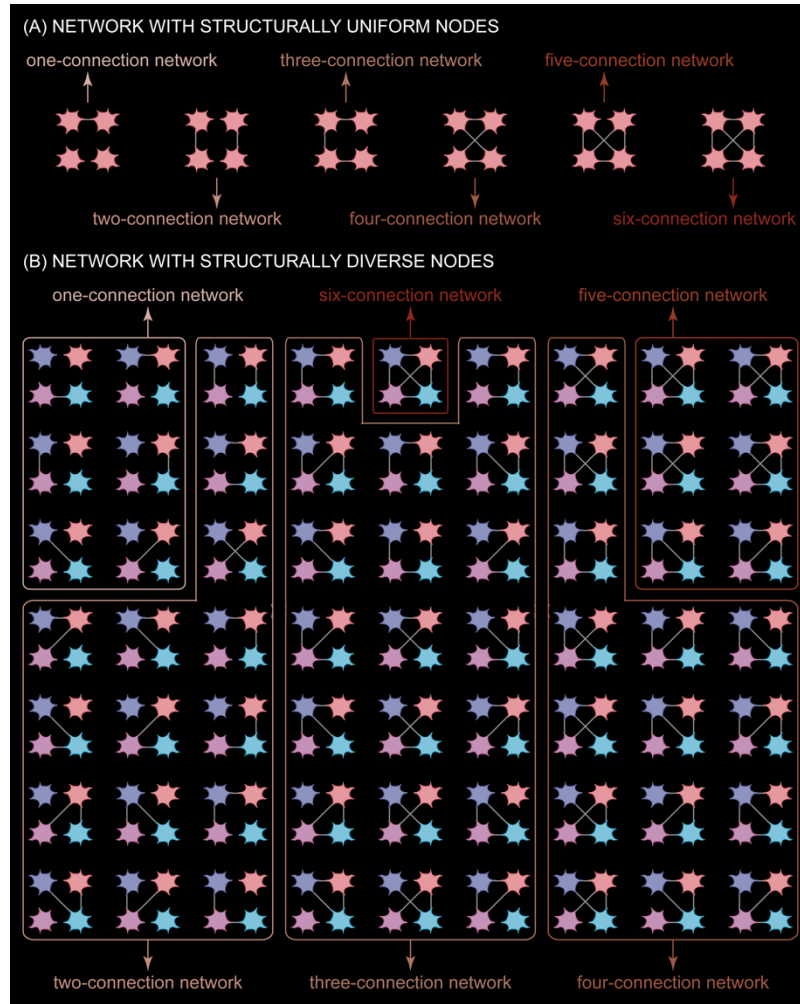 (A) NETWORK WITH STRUCTURALLY UNIFORM NODES
one-connection network three-connection network five-connection network
two-connection network four-connection network six-connection network
(B) NETWORK WITH STRUCTURALLY DIVERSE NODES
one-connection network six-connection network five-connection network
two-connection network three-connection network four-connection network